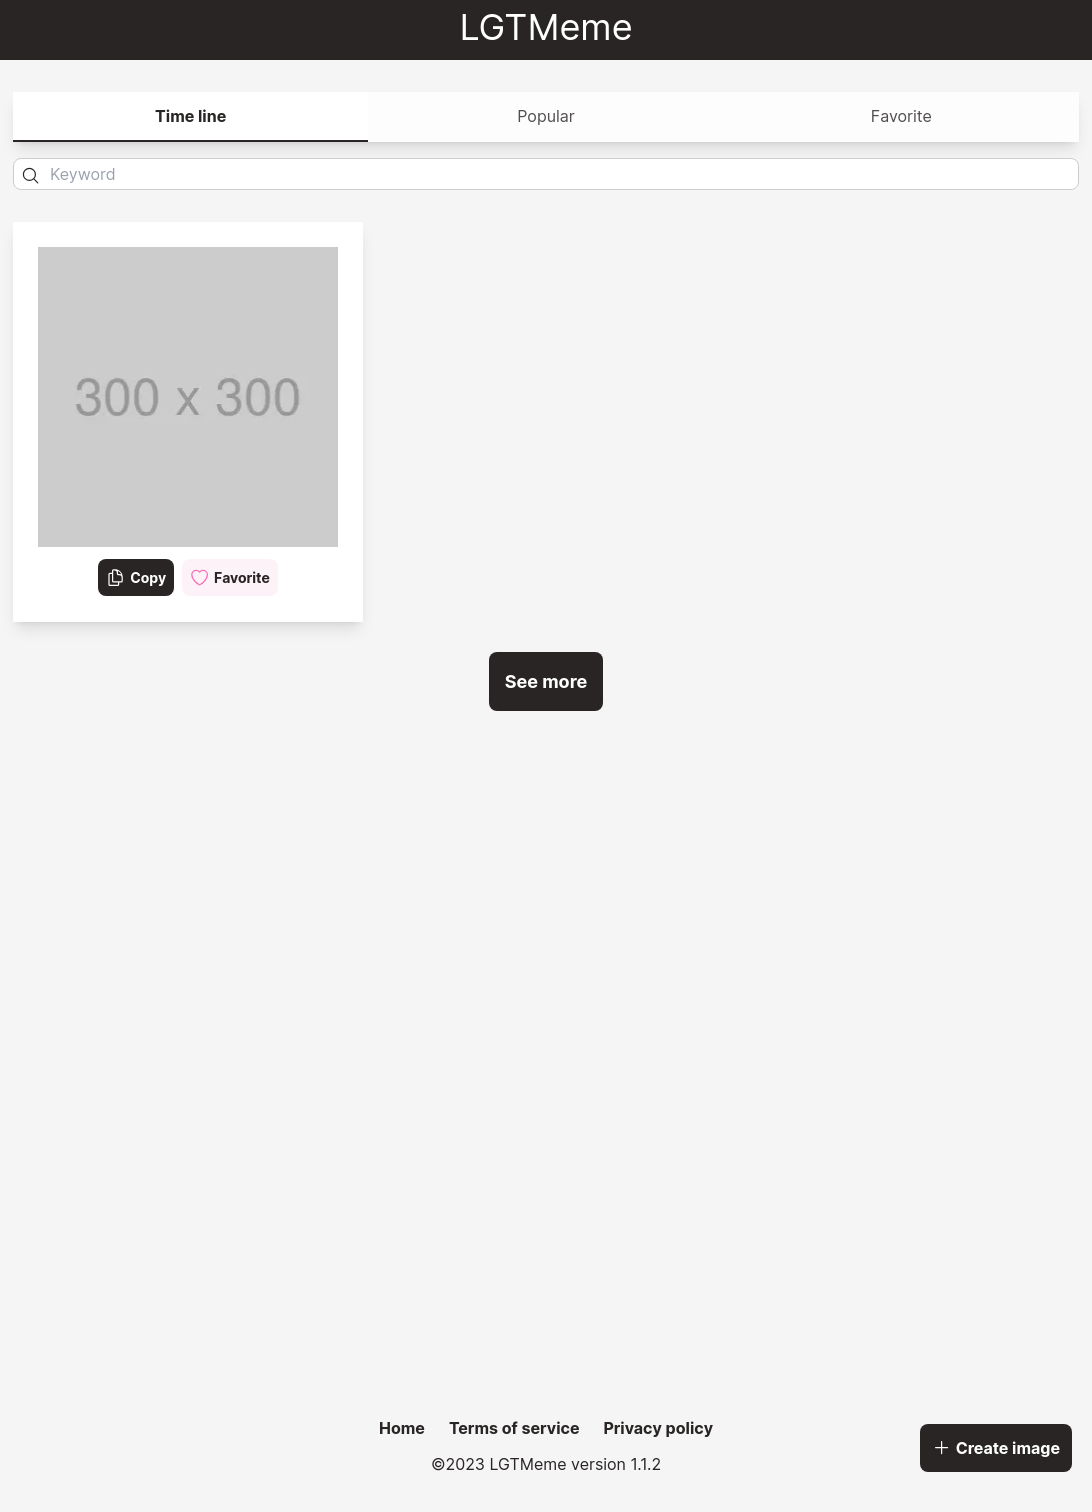 LGTMeme
Time line Popular Favorite
Keyword
300 x 300
Copy Favorite
See more
Home Terms of service Privacy policy
©2023 LGTMeme version 1.1.2
Create image